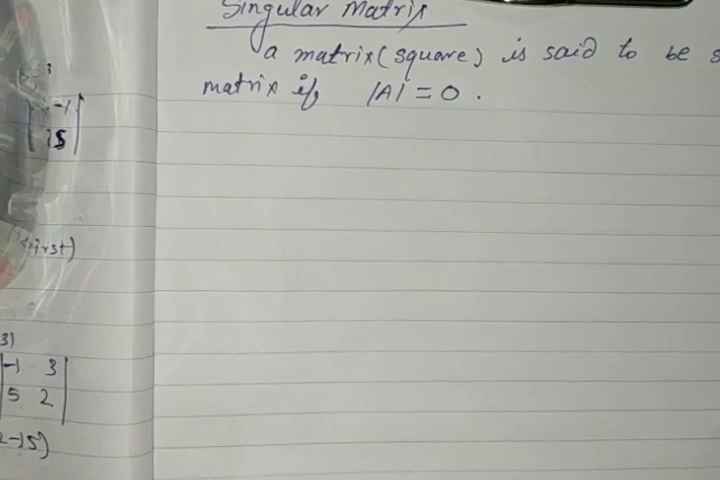 Singular Matrix
a matrix (square) is said to be s
matrix if |A| = 0.
3
-1
first)
3)
-1 3
5 2
2-15)